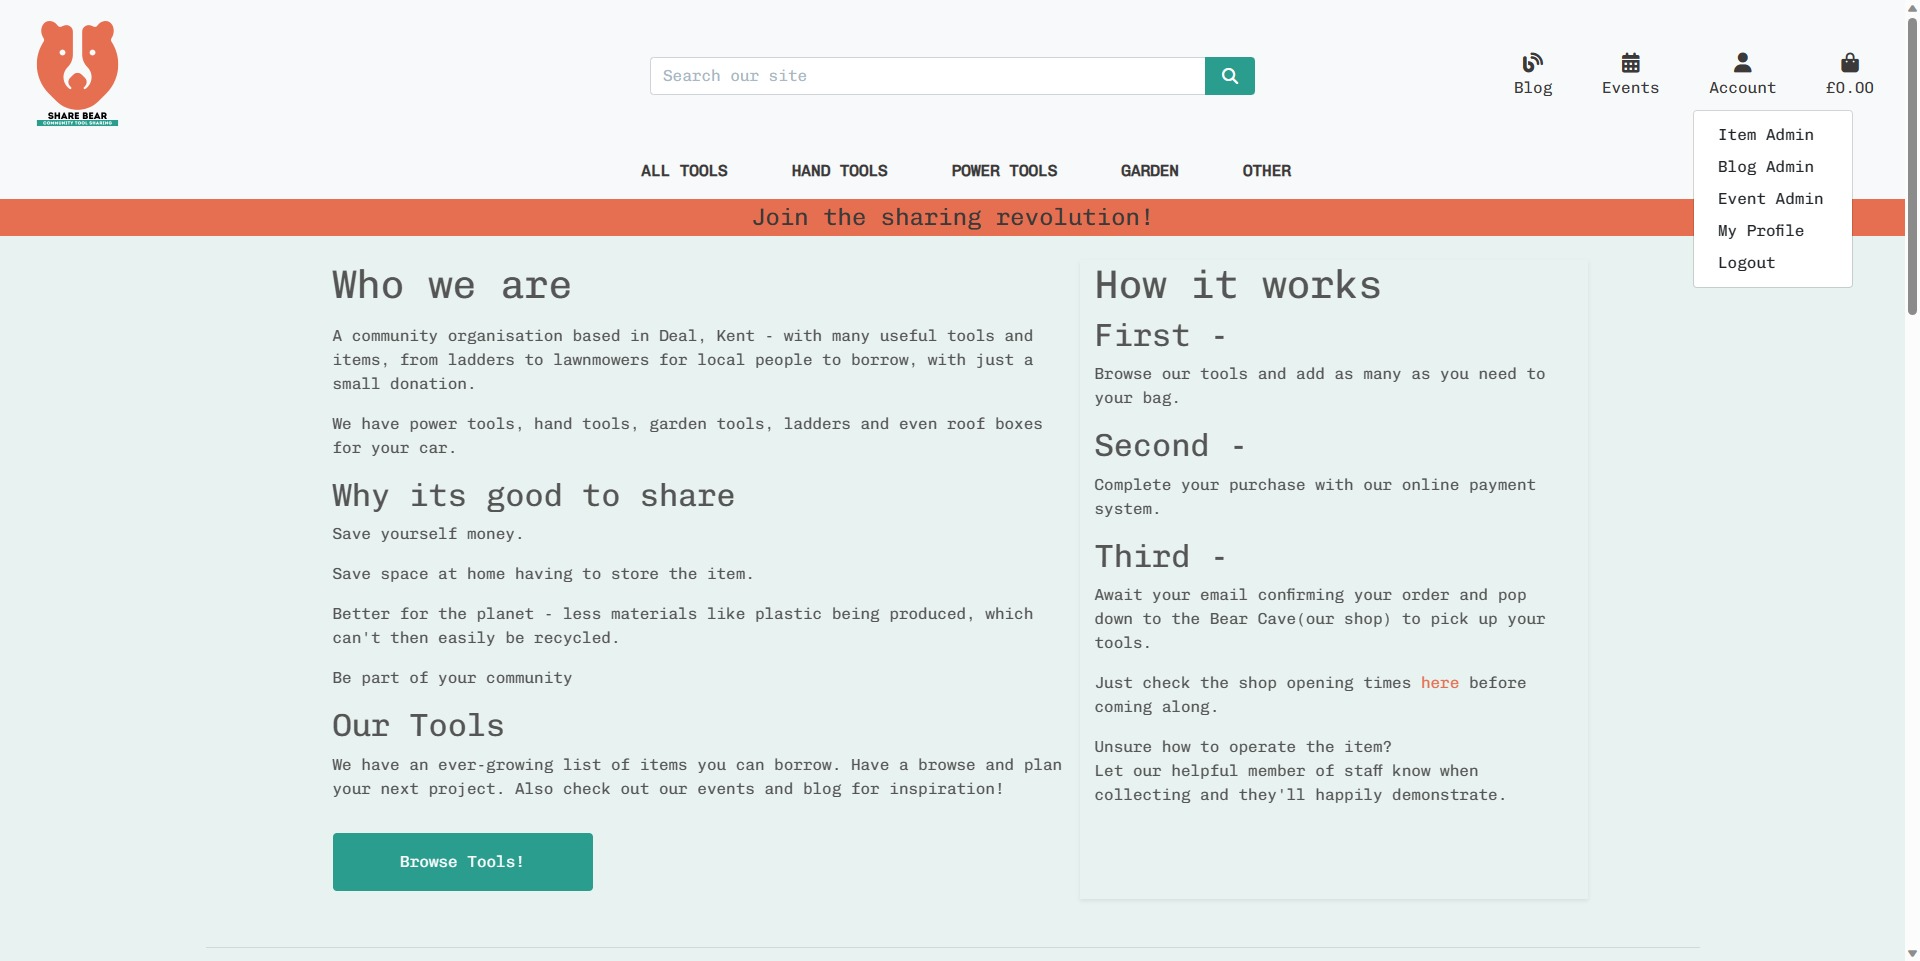 SHARE BEAR
COMMUNITY TOOL SHARING
Search our site
Blog
Events
Account
£0.00
Item Admin
Blog Admin
Event Admin
My Profile
Logout
ALL TOOLS
HAND TOOLS
POWER TOOLS
GARDEN
OTHER
Join the sharing revolution!
Who we are
A community organisation based in Deal, Kent - with many useful tools and
items, from ladders to lawnmowers for local people to borrow, with just a
small donation.
We have power tools, hand tools, garden tools, ladders and even roof boxes
for your car.
Why its good to share
Save yourself money.
Save space at home having to store the item.
Better for the planet - less materials like plastic being produced, which
can't then easily be recycled.
Be part of your community
Our Tools
We have an ever-growing list of items you can borrow. Have a browse and plan
your next project. Also check out our events and blog for inspiration!
Browse Tools!
How it works
First -
Browse our tools and add as many as you need to
your bag.
Second -
Complete your purchase with our online payment
system.
Third -
Await your email confirming your order and pop
down to the Bear Cave(our shop) to pick up your
tools.
Just check the shop opening times here before
coming along.
Unsure how to operate the item?
Let our helpful member of staff know when
collecting and they'll happily demonstrate.